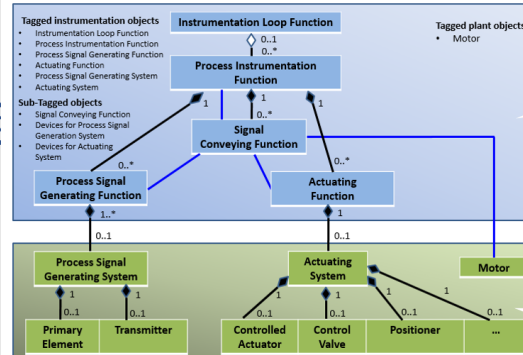 Tagged instrumentation objects
• Instrumentation Loop Function
• Process Instrumentation Function
• Process Signal Generating Function
• Actuating Function
• Process Signal Generating System
• Actuating System
Sub-Tagged objects
• Signal Conveying Function
• Devices for Process Signal
Generation System
• Devices for Actuating
System
Instrumentation Loop Function
0..1
0..*
Process Instrumentation
Function
Tagged plant objects
• Motor
1
1
1
0..*
Signal
Conveying Function
0..*
0..*
Process Signal
Generating Function
Actuating
Function
1..*
1
0..1
0..1
Process Signal
Generating System
Actuating
System
Motor
1
1
1
1
1
1
0..1
0..1
0..1
0..1
0..1
0..1
Primary
Element
Transmitter
Controlled
Actuator
Control
Valve
Positioner
...